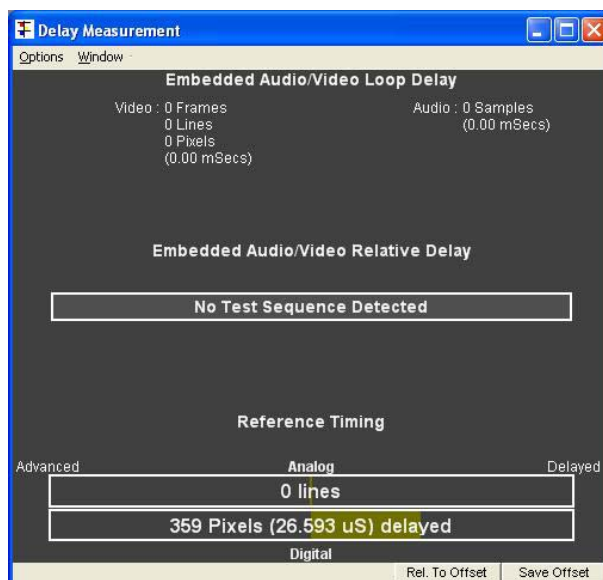 Delay Measurement
Options Window
Embedded Audio/Video Loop Delay
Video : 0 Frames Audio : 0 Samples
0 Lines (0.00 mSecs)
0 Pixels
(0.00 mSecs)
Embedded Audio/Video Relative Delay
No Test Sequence Detected
Reference Timing
Advanced Analog Delayed
0 lines
359 Pixels (26.593 uS) delayed
Digital
Rel. To Offset Save Offset